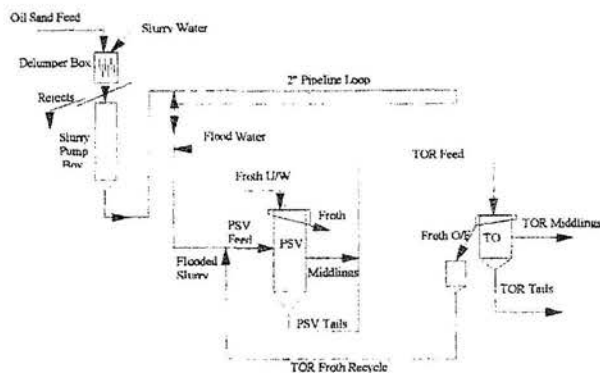 Oil Sand Feed
Slurry Water
Delumper Box
2" Pipeline Loop
Rejects
Slurry
Pump
Box
Flood Water
TOR Feed
Froth U/W
PSV
Feed
Froth
PSV
Flooded
Slurry
Middlings
PSV Tails
Froth O/F
TO
TOR Middlings
TOR Tails
TOR Froth Recycle